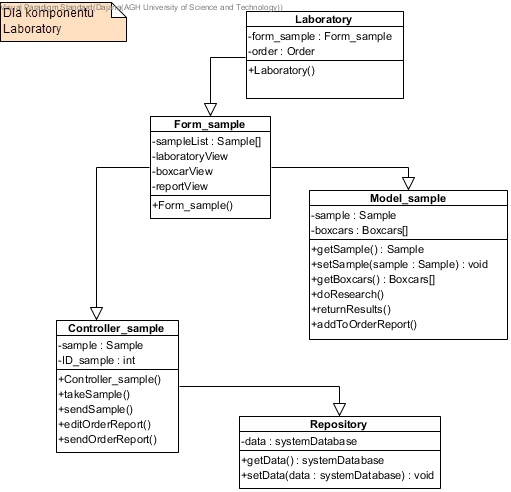 Visual Paradigm Standard(Dajana(AGH University of Science and Technology))
Dla komponentu
Laboratory
Laboratory
-form_sample : Form_sample
-order : Order
+Laboratory()
Form_sample
-sampleList : Sample[]
-laboratoryView
-boxcarView
-reportView
+Form_sample()
Model_sample
-sample : Sample
-boxcars : Boxcars[]
+getSample() : Sample
+setSample(sample : Sample) : void
+getBoxcars() : Boxcars[]
+doResearch()
+returnResults()
+addToOrderReport()
Controller_sample
-sample : Sample
-ID_sample : int
+Controller_sample()
+takeSample()
+sendSample()
+editOrderReport()
+sendOrderReport()
Repository
-data : systemDatabase
+getData() : systemDatabase
+setData(data : systemDatabase) : void